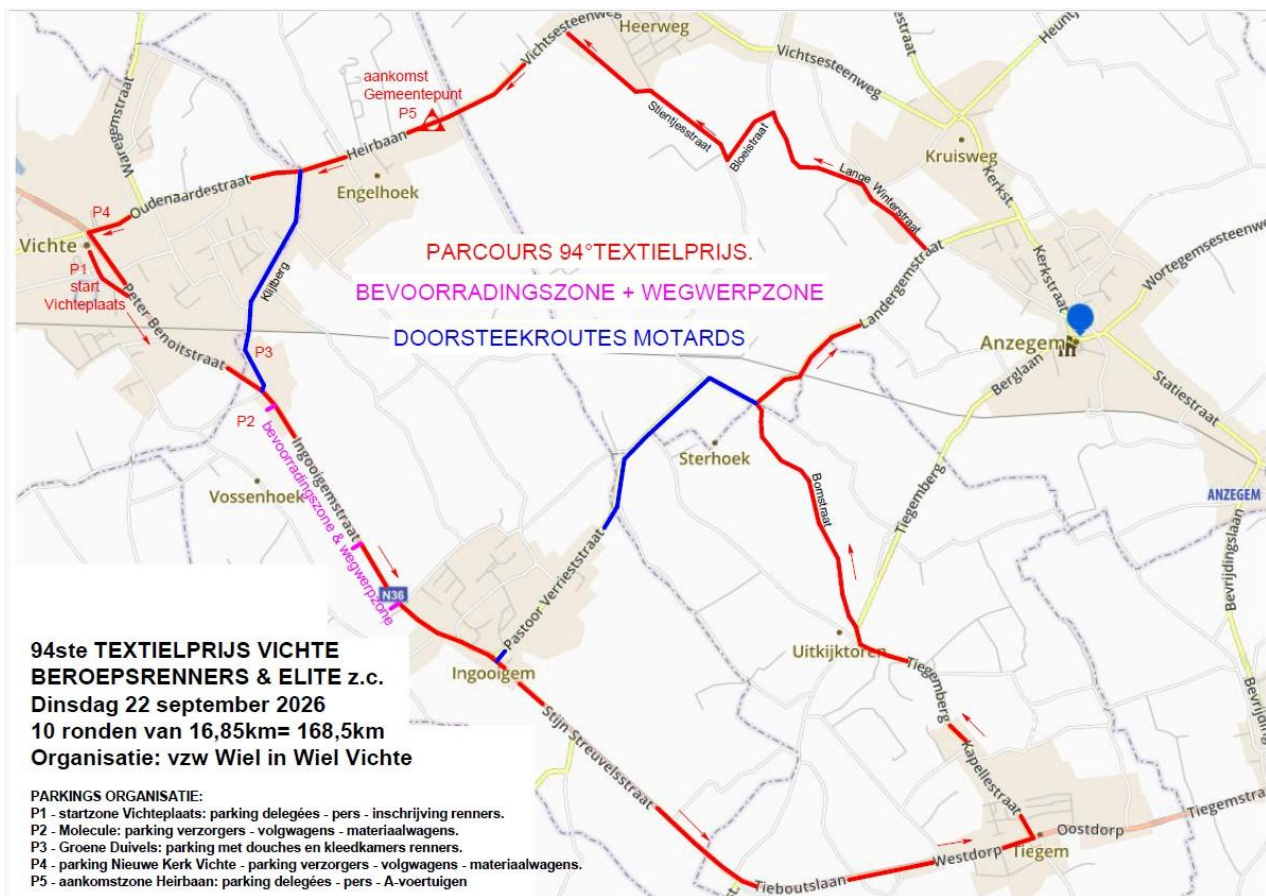 Heerweg
Vichtsesteenweg
Vichtsesteenweg
Waregemstraat
aankomst
Gemeentepunt
P5
Heirbaan
Engelhoek
Oudenaardestraat
P4
Vichte
P1
start
Vichteplaats
Peter Benoitstraat
Klijtberg
P3
P2
Stientjesstraat
Bloeistraat
Lange Winterstraat
Kruisweg
Kerkst
Kerkstraat
Wortegemsesteenweg
Landergemstraat
Anzegem
Berglaan
Statiestraat
ANZEGEM
Bevrijdingslaan
PARCOURS 94°TEXTIELPRIJS.
BEVOORRADINGSZONE + WEGWERPZONE
DOORSTEEKROUTES MOTARDS
Sterhoek
Vossenhoek
Ingooigemstraat
bevoorradingszone & wegwerpzone
N36
Pastoor Verrieststraat
Ingooigem
Bornstraat
Tiegemberg
Uitkijktoren
Tiegemberg
Kapellestraat
Stijn Streuvelsstraat
Tiegemstra
Oostdorp
Westdorp
Tiegem
Tieboutslaan
94ste TEXTIELPRIJS VICHTE
BEROEPSRENNERS & ELITE z.c.
Dinsdag 22 september 2026
10 ronden van 16,85km= 168,5km
Organisatie: vzw Wiel in Wiel Vichte
PARKINGS ORGANISATIE:
P1 - startzone Vichteplaats: parking delegées - pers - inschrijving renners.
P2 - Molecule: parking verzorgers - volgwagens - materiaalwagens.
P3 - Groene Duivels: parking met douches en kleedkamers renners.
P4 - parking Nieuwe Kerk Vichte - parking verzorgers - volgwagens - materiaalwagens.
P5 - aankomstzone Heirbaan: parking delegées - pers - A-voertuigen